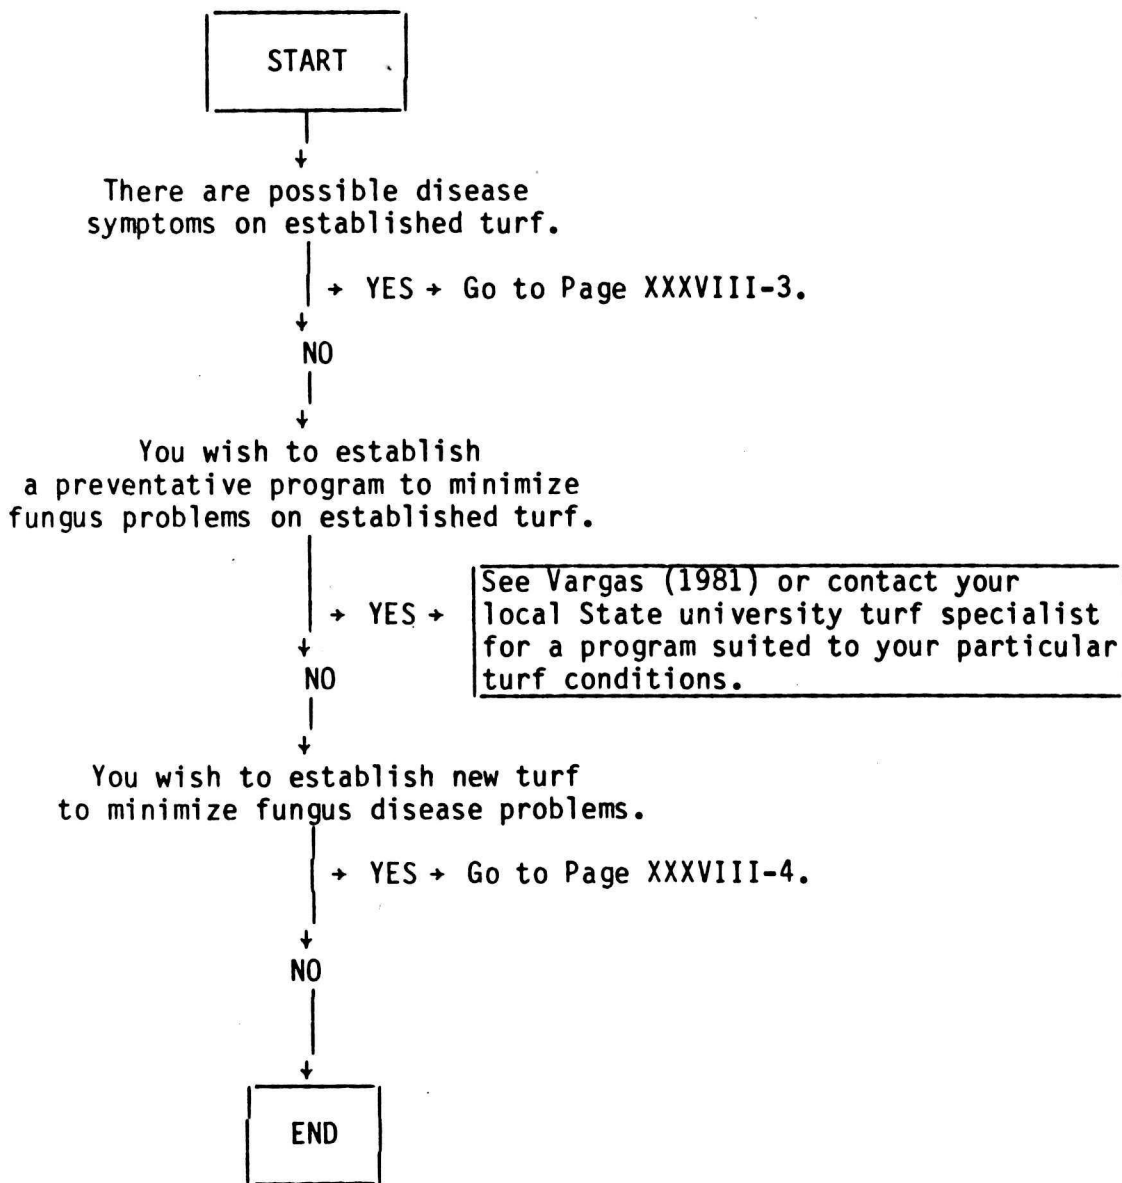 START
There are possible disease
symptoms on established turf.
→ YES → Go to Page XXXVIII-3.
NO
You wish to establish
a preventative program to minimize
fungus problems on established turf.
See Vargas (1981) or contact your
→ YES → local State university turf specialist
for a program suited to your particular
NO turf conditions.
You wish to establish new turf
to minimize fungus disease problems.
→ YES → Go to Page XXXVIII-4.
NO
END